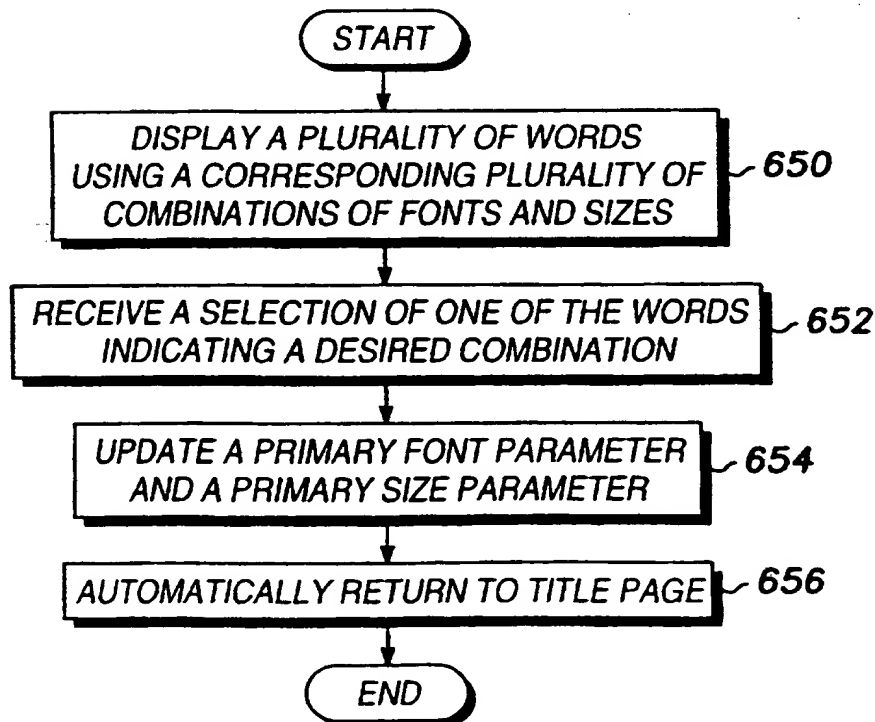 START
DISPLAY A PLURALITY OF WORDS
USING A CORRESPONDING PLURALITY OF
COMBINATIONS OF FONTS AND SIZES
650
RECEIVE A SELECTION OF ONE OF THE WORDS
INDICATING A DESIRED COMBINATION
652
UPDATE A PRIMARY FONT PARAMETER
AND A PRIMARY SIZE PARAMETER
654
AUTOMATICALLY RETURN TO TITLE PAGE
656
END